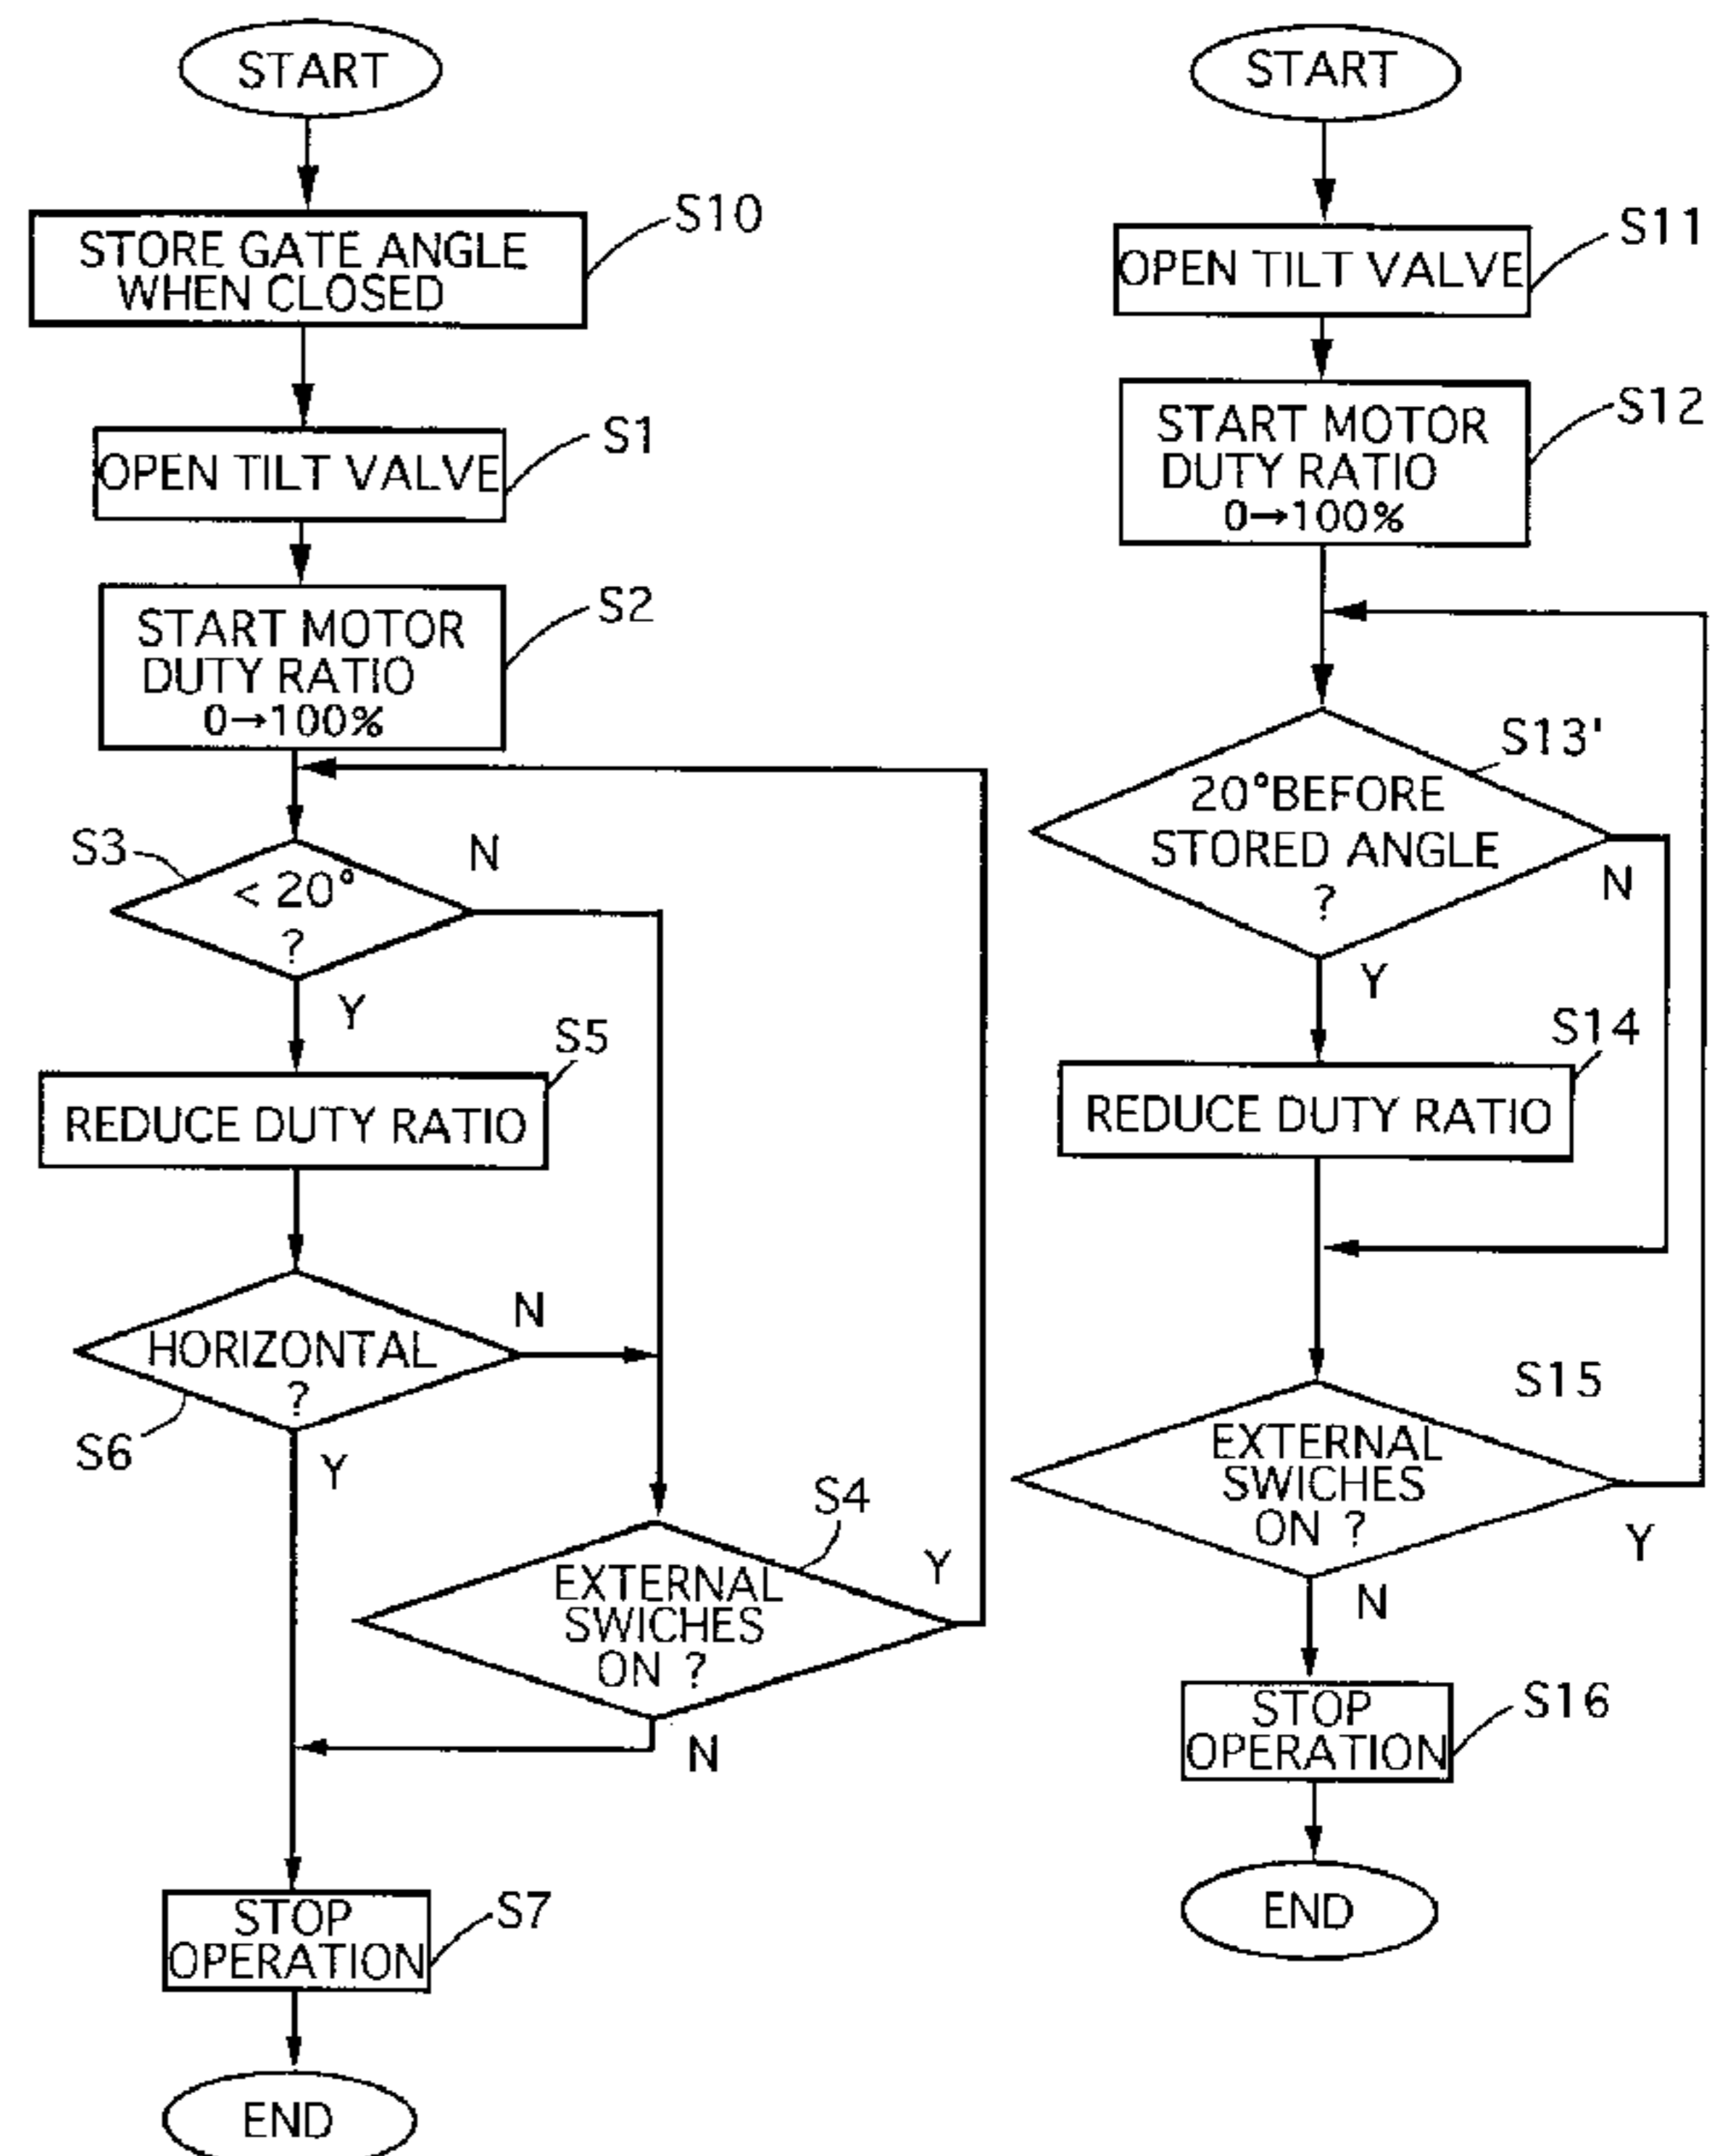 START
S10
STORE GATE ANGLE
WHEN CLOSED
S1
OPEN TILT VALVE
S2
START MOTOR
DUTY RATIO
0→100%
S3
N
< 20°
?
Y
S5
REDUCE DUTY RATIO
N
HORIZONTAL
?
S6
Y
S4
Y
EXTERNAL
SWICHES
ON ?
N
S7
STOP
OPERATION
END
START
S11
OPEN TILT VALVE
S12
START MOTOR
DUTY RATIO
0→100%
S13'
20°BEFORE
STORED ANGLE
?
N
Y
S14
REDUCE DUTY RATIO
S15
EXTERNAL
SWICHES
ON ?
Y
N
S16
STOP
OPERATION
END